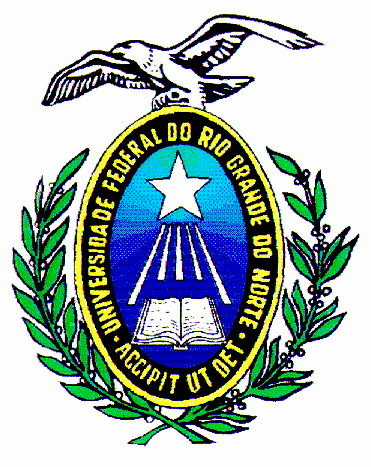 UNIVERSIDADE FEDERAL DO RIO GRANDE DO NORTE
ACCIPIT UT DET